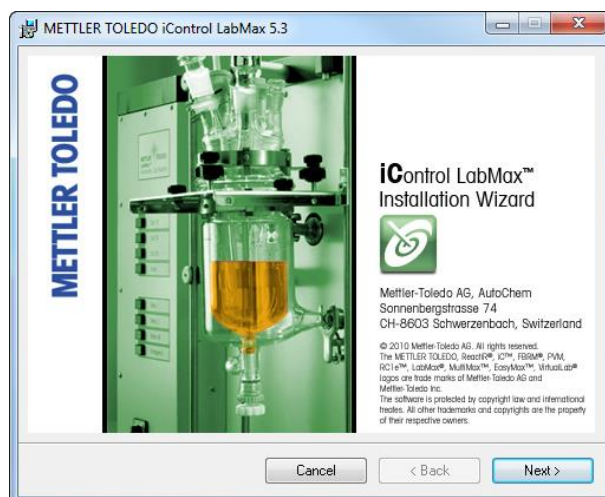 METTLER TOLEDO iControl LabMax 5.3
METTLER TOLEDO
iControl LabMax™
Installation Wizard
Mettler-Toledo AG, AutoChem
Sonnenbergstrasse 74
CH-8603 Schwerzenbach, Switzerland
© 2010 Mettler-Toledo AG. All rights reserved.
The METTLER TOLEDO, ReactIR®, iC™, FBRM®, PVM,
RC1e™, LabMax®, MultiMax™, EasyMax™, VirtualLab®
logos are trade marks of Mettler-Toledo AG and
Mettler-Toledo Inc.
The software is protected by copyright law and international
treaties. All other trademarks and copyrights are the property
of their respective owners.
Cancel
< Back
Next >